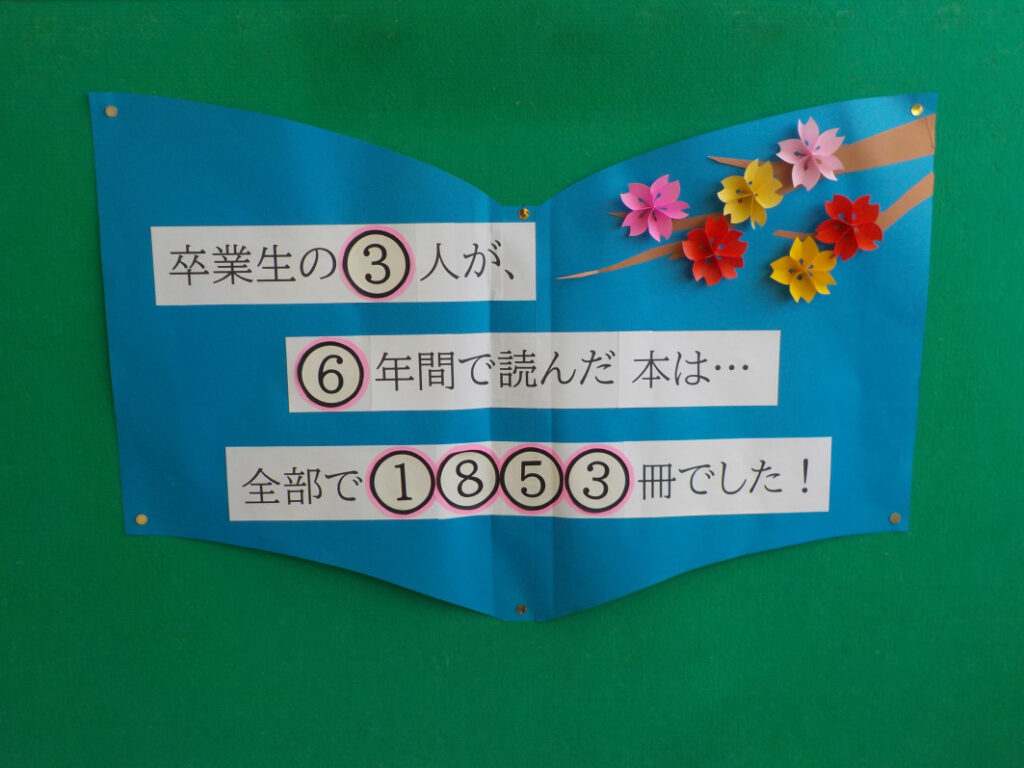 卒業生の③人が、
⑥年間で読んだ本は…
全部で①⑧⑤③冊でした！